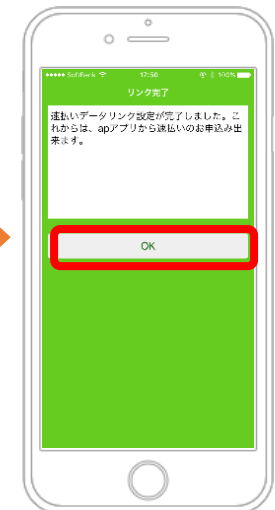 SoftBank 17:50 100%
リンク完了
速払いデータリンク設定が完了しました。こ
れからは、apアプリから速払いのお申込み出
来ます。
OK